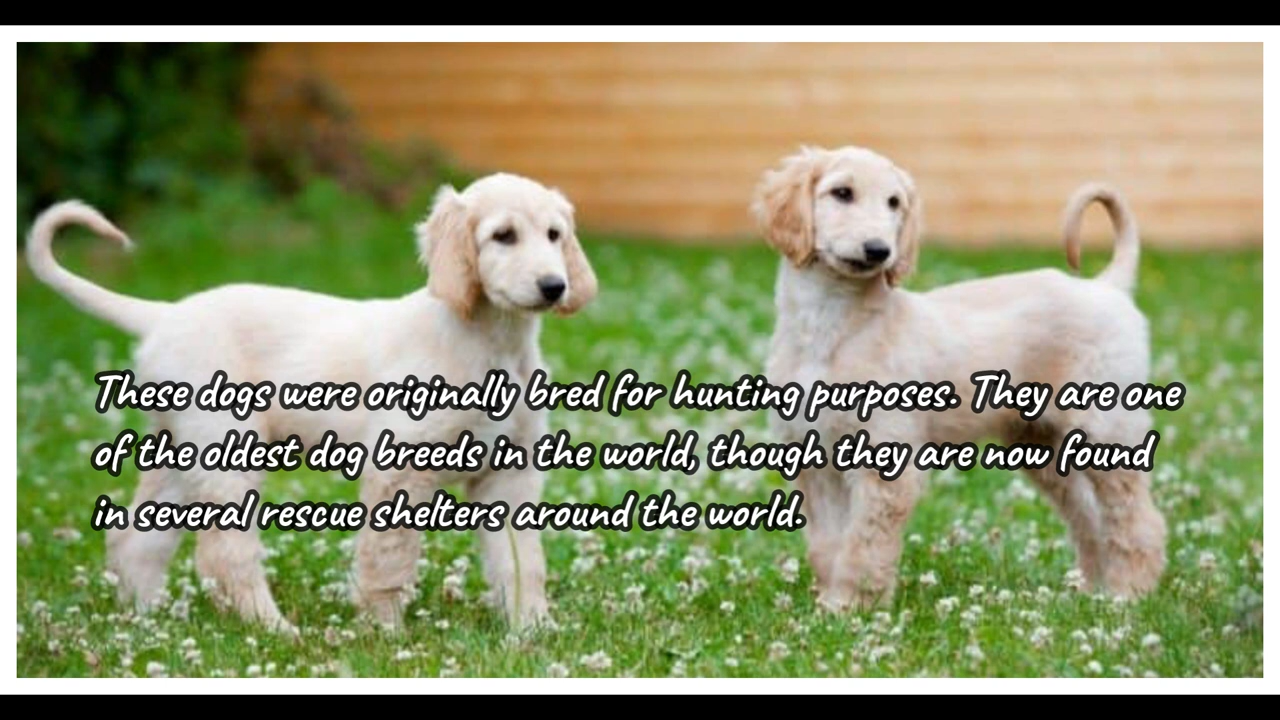 These dogs were originally bred for hunting purposes. They are one
of the oldest dog breeds in the world, though they are now found
in several rescue shelters around the world.